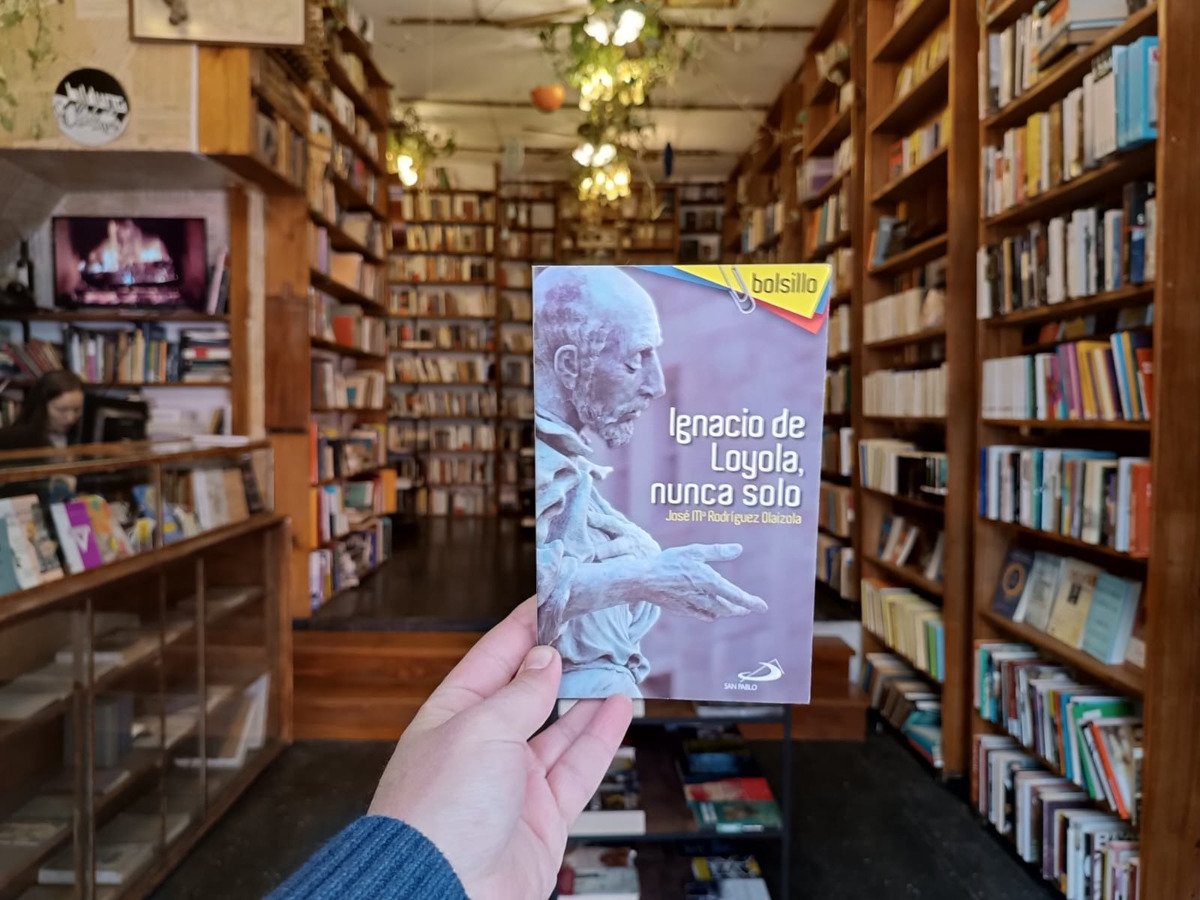 bolsillo
Ignacio de
Loyola,
nunca solo
José Mª Rodríguez Olaizola
SAN PABLO